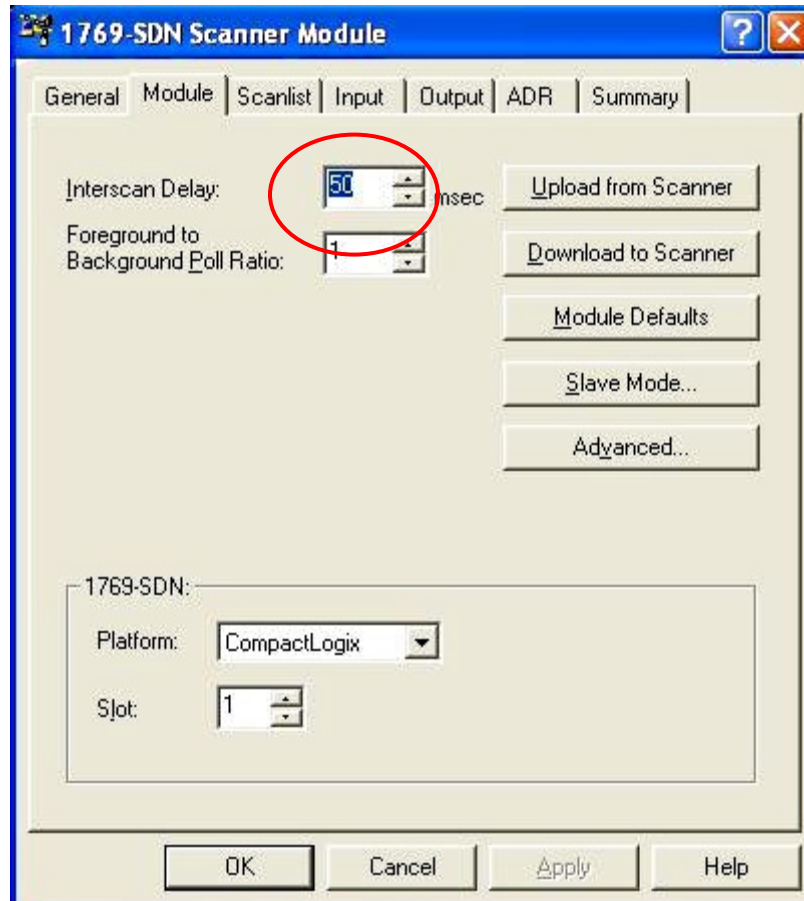 1769-SDN Scanner Module
General Module Scanlist Input Output ADR Summary
Interscan Delay: 50 msec Upload from Scanner
Foreground to
Background Poll Ratio: 1 Download to Scanner
Module Defaults
Slave Mode...
Advanced...
1769-SDN:
Platform: CompactLogix
Slot: 1
OK Cancel Apply Help